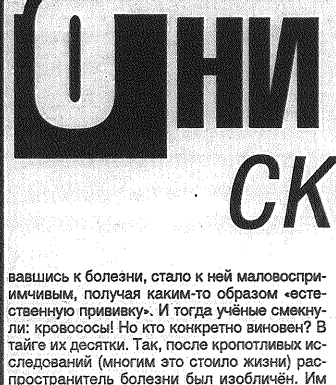 Они
СК
вавшись к болезни, стало к ней маловоспри-
имчивым, получая каким-то образом «есте-
ственную прививку». И тогда учёные смекну-
ли: кровососы! Но кто конкретно виновен? В
тайге их десятки. Так, после кропотливых ис-
следований (многим это стоило жизни) рас-
пространитель болезни был изобличён. Им